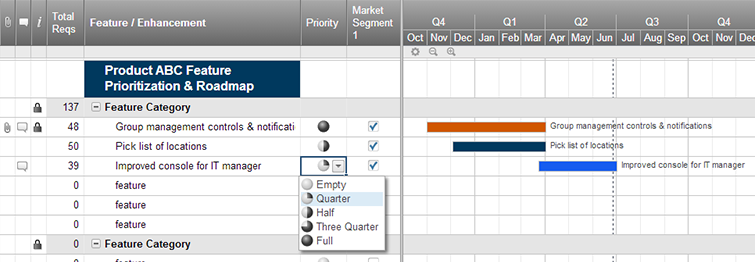 Total Reqs
Feature / Enhancement
Priority
Market Segment 1
Q4 Q1 Q2 Q3 Q4
Oct Nov Dec Jan Feb Mar Apr May Jun Jul Aug Sep Oct Nov Dec
Product ABC Feature
Prioritization & Roadmap
137 Feature Category
48 Group management controls & notificati Group management controls & notifications
50 Pick list of locations Pick list of locations
39 Improved console for IT manager Improved console for IT manager
Empty
0 feature
Quarter
0 feature
Half
0 feature
Three Quarter
Full
0 Feature Category
feature